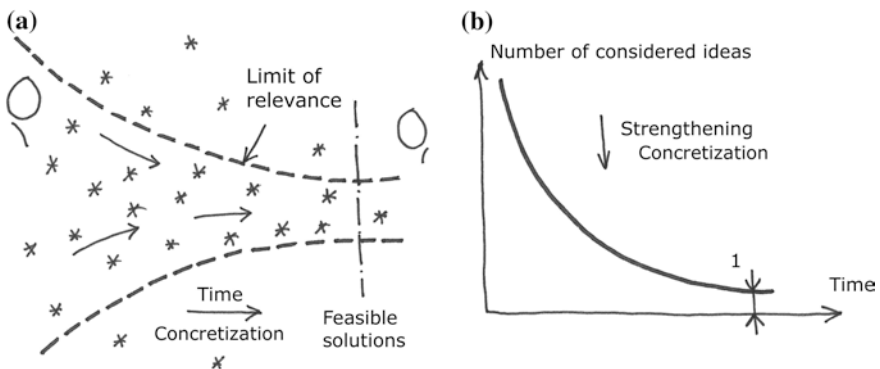 (a)
Limit of
relevance
Time
Concretization
Feasible
solutions
(b)
Number of considered ideas
Strengthening
Concretization
1
Time